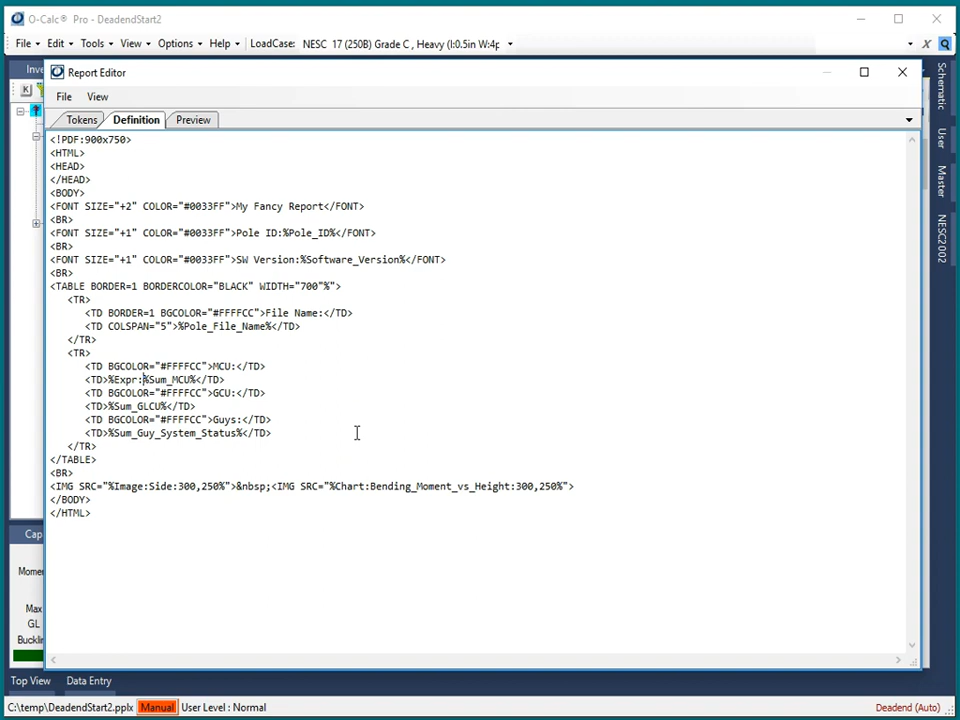 O-Calc® Pro - DeadendStart2
File Edit Tools View Options Help LoadCase: NESC 17 (250B) Grade C , Heavy (I:0.5in W:4p
Inve
K
Report Editor
File View
Tokens Definition Preview
<!PDF:900x750>
<HTML>
<HEAD>
</HEAD>
<BODY>
<FONT SIZE="+2" COLOR="#0033FF">My Fancy Report</FONT>
<BR>
<FONT SIZE="+1" COLOR="#0033FF">Pole ID:%Pole_ID%</FONT>
<BR>
<FONT SIZE="+1" COLOR="#0033FF">SW Version:%Software_Version%</FONT>
<BR>
<TABLE BORDER=1 BORDERCOLOR="BLACK" WIDTH="700"%">
<TR>
<TD BORDER=1 BGCOLOR="#FFFFCC">File Name:</TD>
<TD COLSPAN="5">%Pole_File_Name%</TD>
</TR>
<TR>
<TD BGCOLOR="#FFFFCC">MCU:</TD>
<TD>%Expr:%Sum_MCU%</TD>
<TD BGCOLOR="#FFFFCC">GCU:</TD>
<TD>%Sum_GLCU%</TD>
<TD BGCOLOR="#FFFFCC">Guys:</TD>
<TD>%Sum_Guy_System_Status%</TD>
</TR>
</TABLE>
<BR>
<IMG SRC="%Image:Side:300,250%">&nbsp;<IMG SRC="%Chart:Bending_Moment_vs_Height:300,250%">
</BODY>
</HTML>
Schematic
User
Master
NESC2002
Cap
Mome
Max
GL
Buckli
Top View Data Entry
C:\temp\DeadendStart2.pplx Manual User Level : Normal Deadend (Auto)